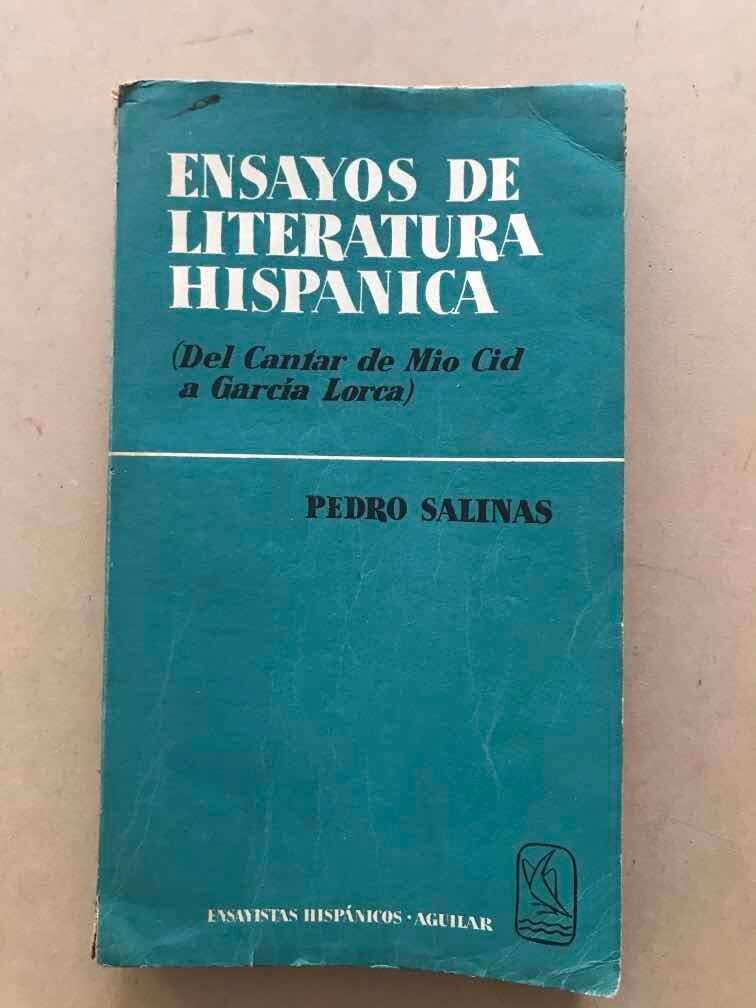 ENSAYOS DE
LITERATURA
HISPANICA
(Del Cantar de Mio Cid
a García Lorca)
PEDRO SALINAS
ENSAYISTAS HISPÁNICOS · AGUILAR